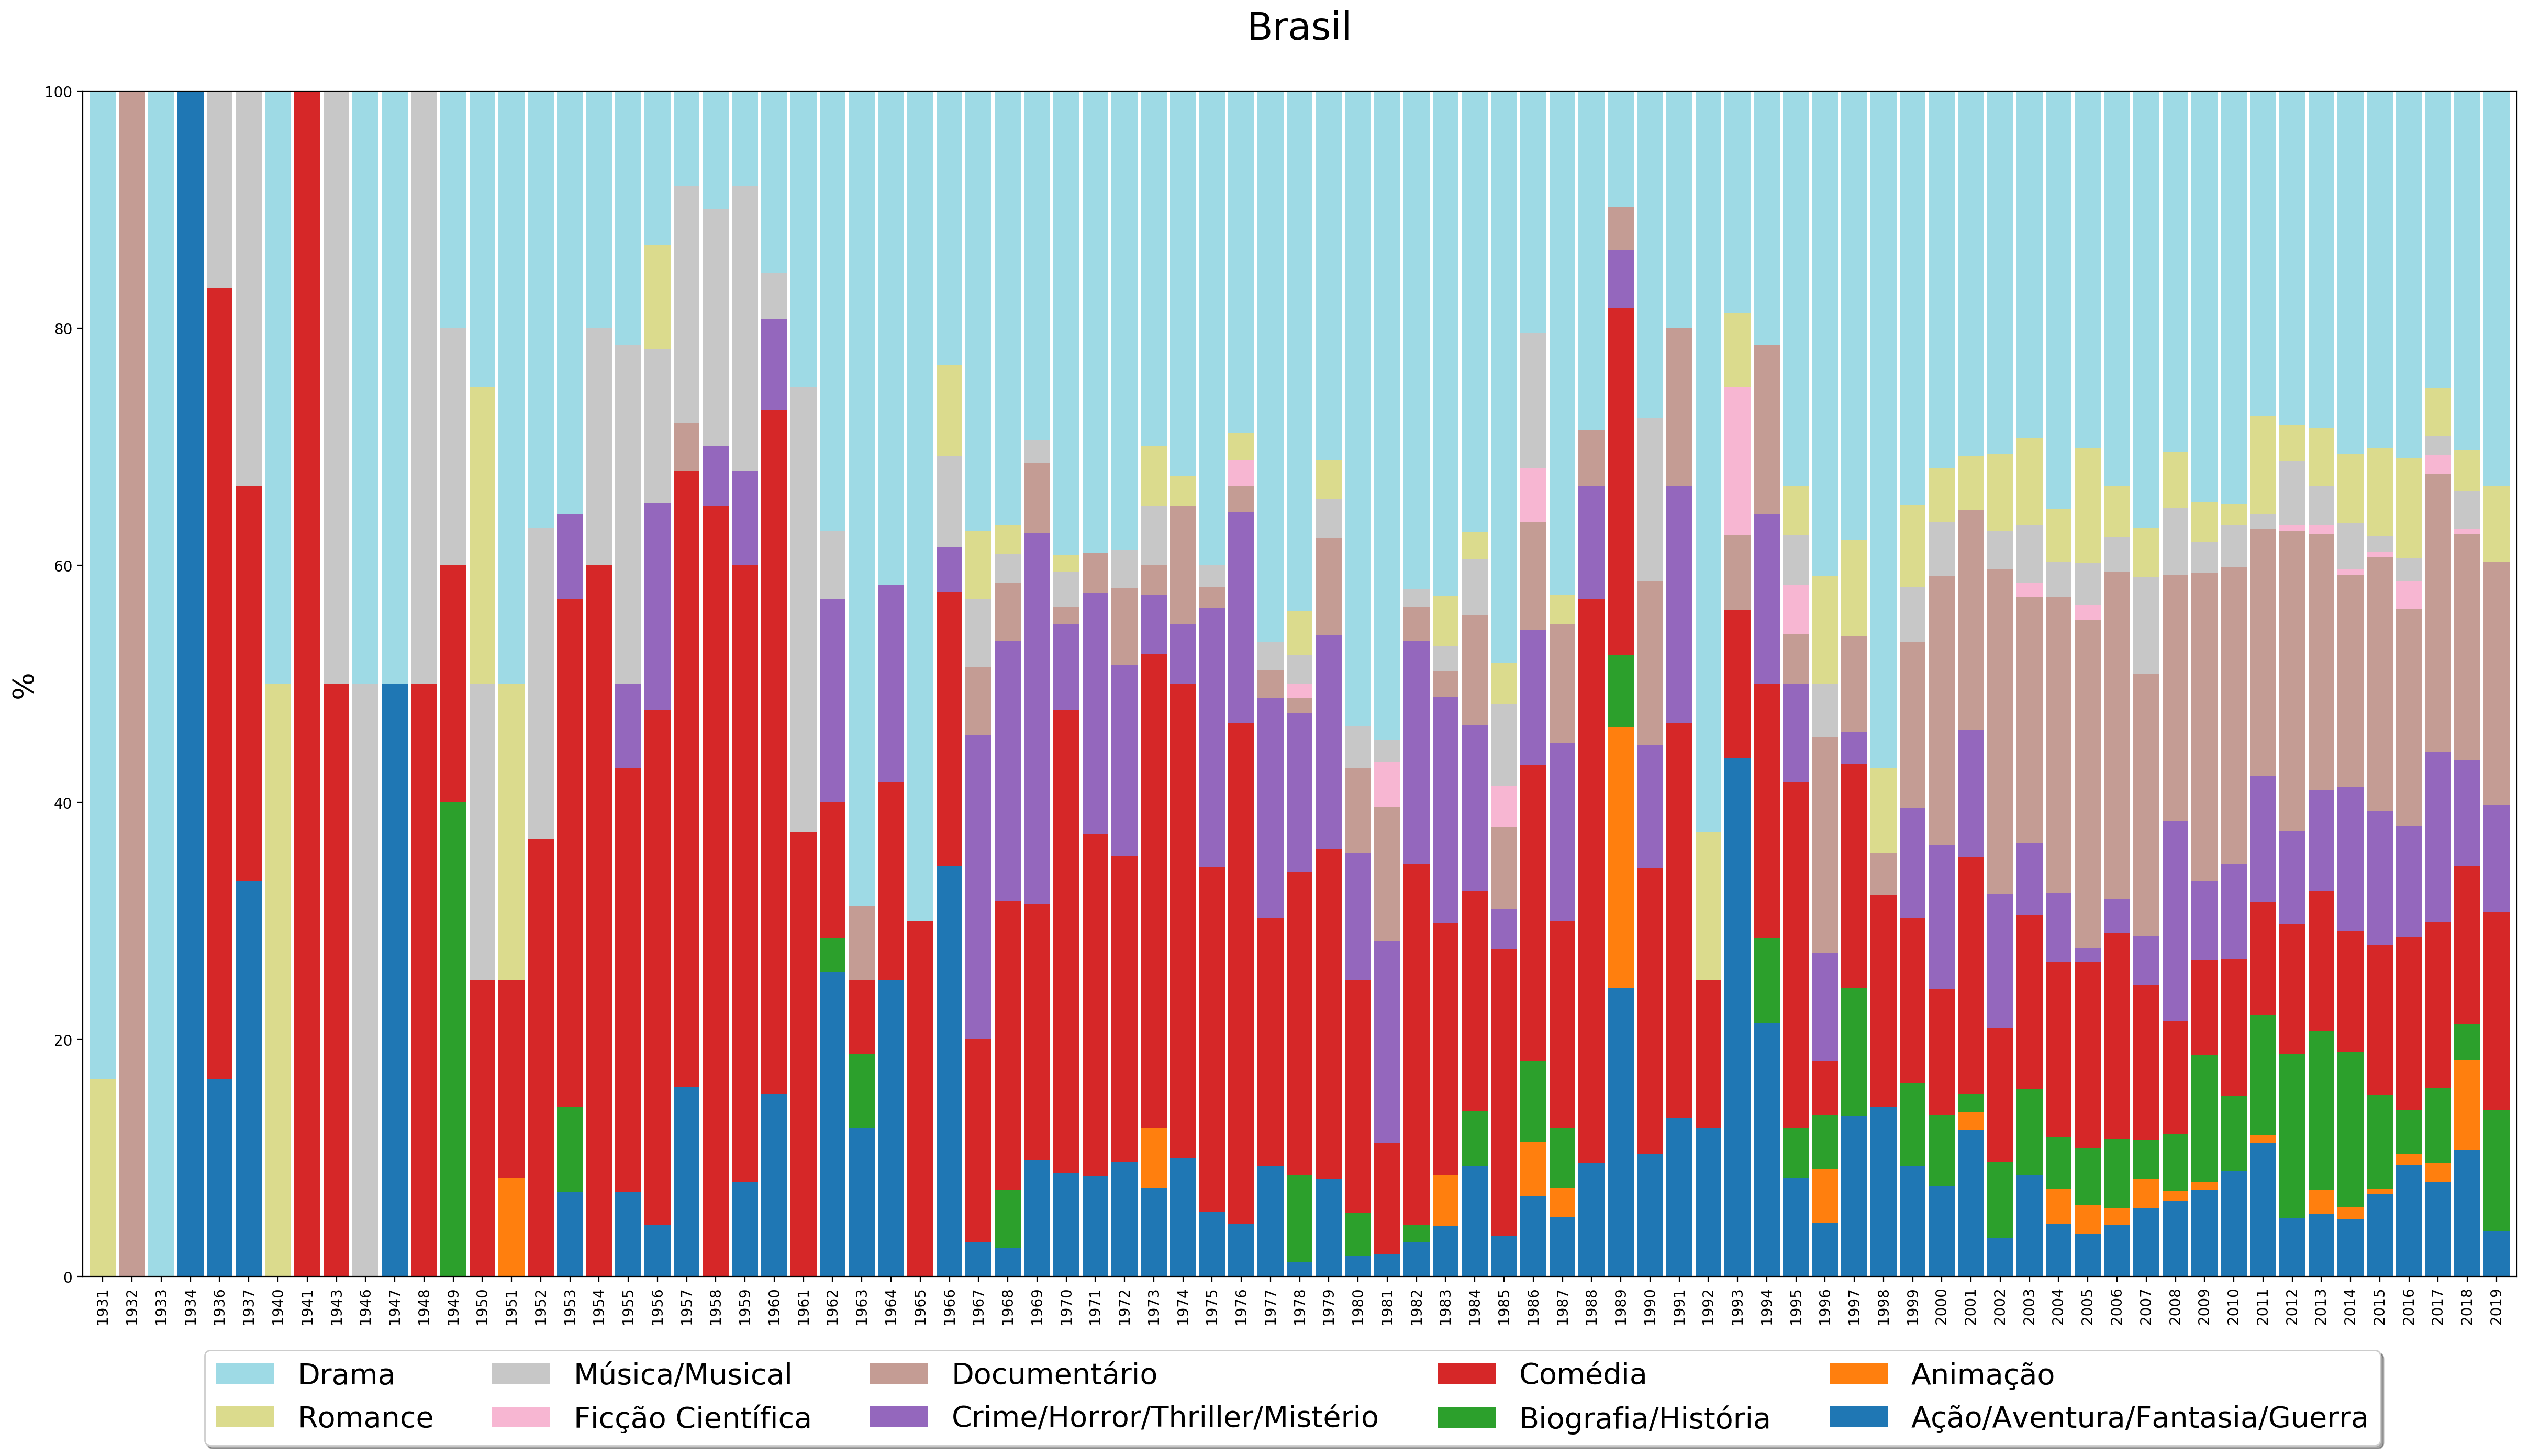 Brasil
%
100
80
60
40
20
0
1931 1932 1933 1934 1936 1937 1940 1941 1943 1946 1947 1948 1949 1950 1951 1952 1953 1954 1955 1956 1957 1958 1959 1960 1961 1962 1963 1964 1965 1966 1967 1968 1969 1970 1971 1972 1973 1974 1975 1976 1977 1978 1979 1980 1981 1982 1983 1984 1985 1986 1987 1988 1989 1990 1991 1992 1993 1994 1995 1996 1997 1998 1999 2000 2001 2002 2003 2004 2005 2006 2007 2008 2009 2010 2011 2012 2013 2014 2015 2016 2017 2018 2019
Drama Música/Musical Documentário Comédia Animação
Romance Ficção Científica Crime/Horror/Thriller/Mistério Biografia/História Ação/Aventura/Fantasia/Guerra